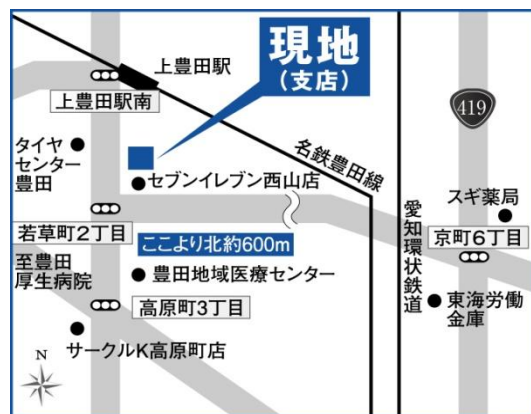 現地
(支店)
上豊田駅
上豊田駅南
419
タイヤ
センター
豊田
名鉄豊田線
セブンイレブン西山店
スギ薬局
若草町2丁目
ここより北約600m
愛知環状鉄道
京町6丁目
至豊田
厚生病院
豊田地域医療センター
高原町3丁目
東海労働
金庫
サークルK高原町店
N